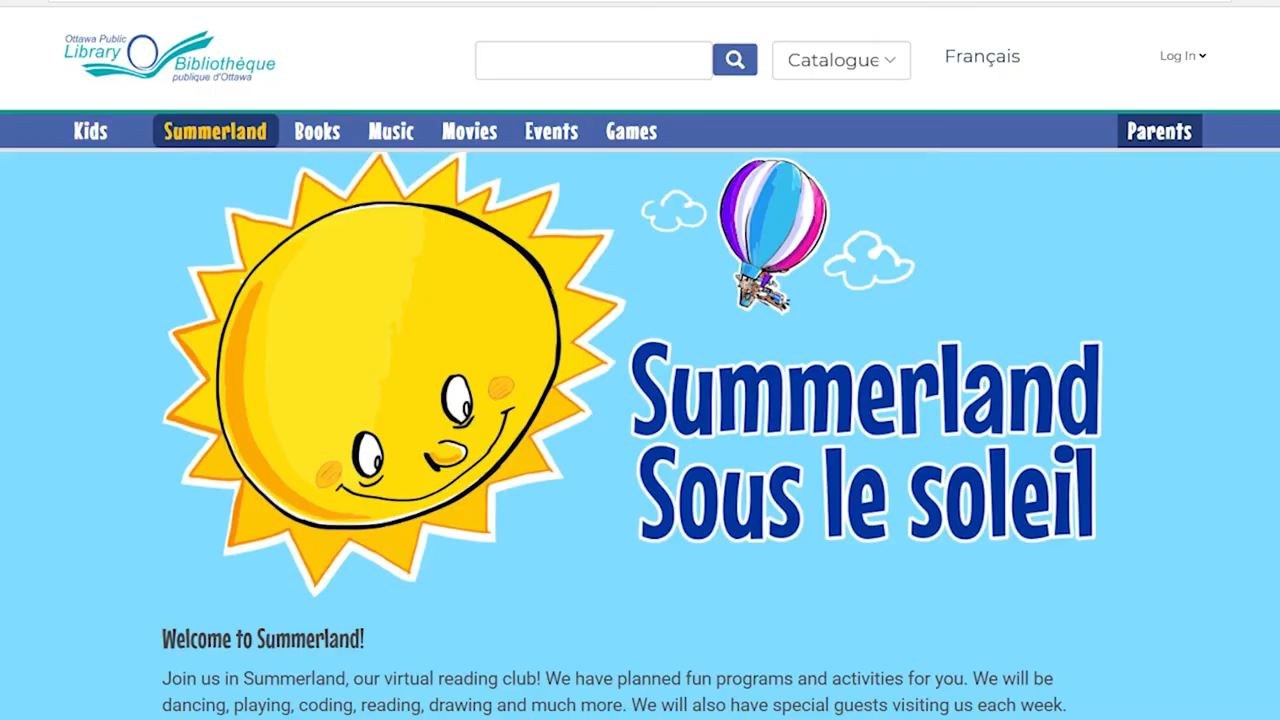 Ottawa Public
Library
Bibliothèque
publique d'Ottawa
Catalogue
Français
Log In
Kids
Summerland
Books
Music
Movies
Events
Games
Parents
Summerland
Sous le soleil
Welcome to Summerland!
Join us in Summerland, our virtual reading club! We have planned fun programs and activities for you. We will be
dancing, playing, coding, reading, drawing and much more. We will also have special guests visiting us each week.